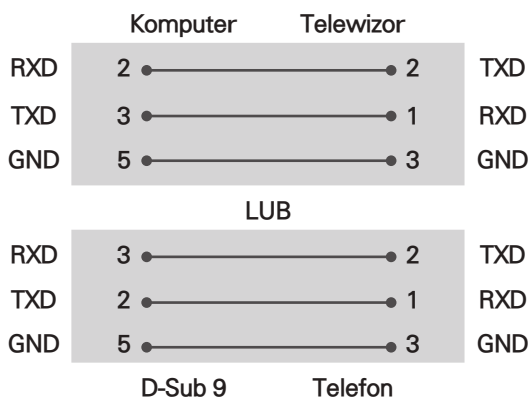 Komputer Telewizor
RXD 2 2 TXD
TXD 3 1 RXD
GND 5 3 GND
LUB
RXD 3 2 TXD
TXD 2 1 RXD
GND 5 3 GND
D-Sub 9 Telefon